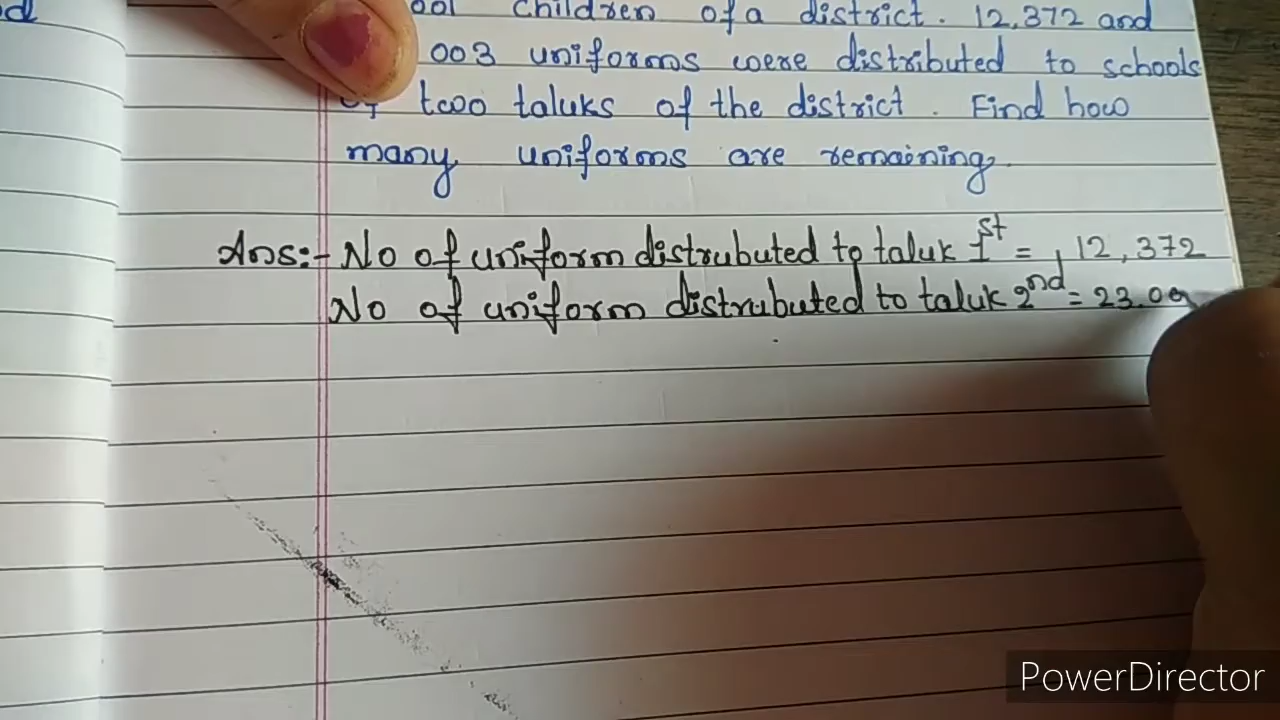 children of a district. 12,372 and
003 uniforms were distributed to schools
two taluks of the district. Find how
many uniforms are remaining.
Ans:- No of uniform distrubuted to taluk 1st = 12,372
No of uniform distrubuted to taluk 2nd = 23.00
PowerDirector